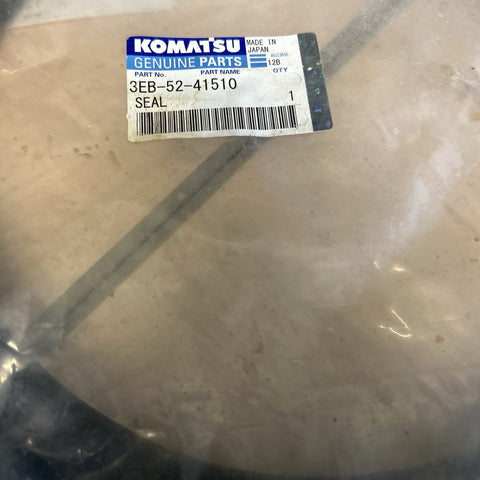 KOMATSU
MADE IN
JAPAN
GENUINE PARTS
12B
PART No. PART NAME QTY
3EB-52-41510
SEAL 1